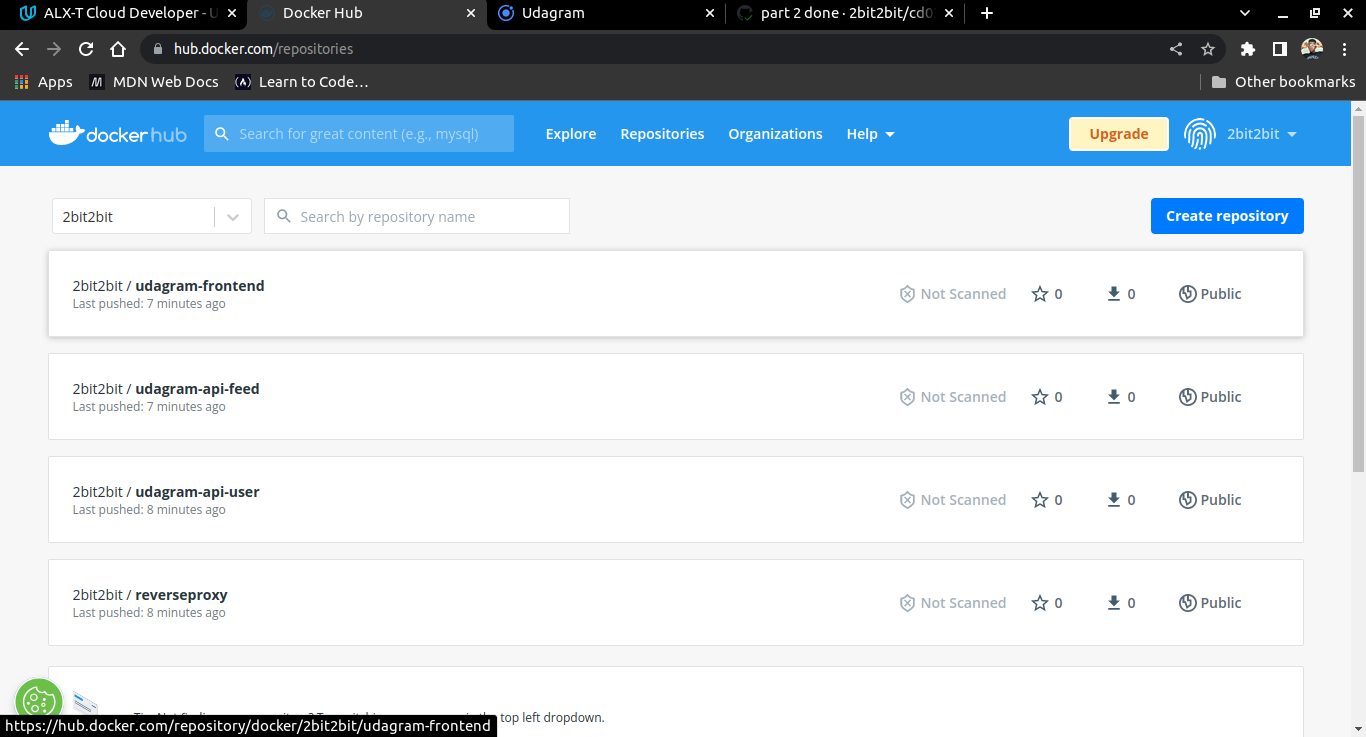 ALX-T Cloud Developer - U
Docker Hub
Udagram
part 2 done · 2bit2bit/cd0
hub.docker.com/repositories
Apps
MDN Web Docs
Learn to Code…
Other bookmarks
docker hub
Search for great content (e.g., mysql)
Explore
Repositories
Organizations
Help
Upgrade
2bit2bit
2bit2bit
Search by repository name
Create repository
2bit2bit / udagram-frontend
Last pushed: 7 minutes ago
Not Scanned
0
0
Public
2bit2bit / udagram-api-feed
Last pushed: 7 minutes ago
Not Scanned
0
0
Public
2bit2bit / udagram-api-user
Last pushed: 8 minutes ago
Not Scanned
0
0
Public
2bit2bit / reverseproxy
Last pushed: 8 minutes ago
Not Scanned
0
0
Public
top left dropdown.
https://hub.docker.com/repository/docker/2bit2bit/udagram-frontend